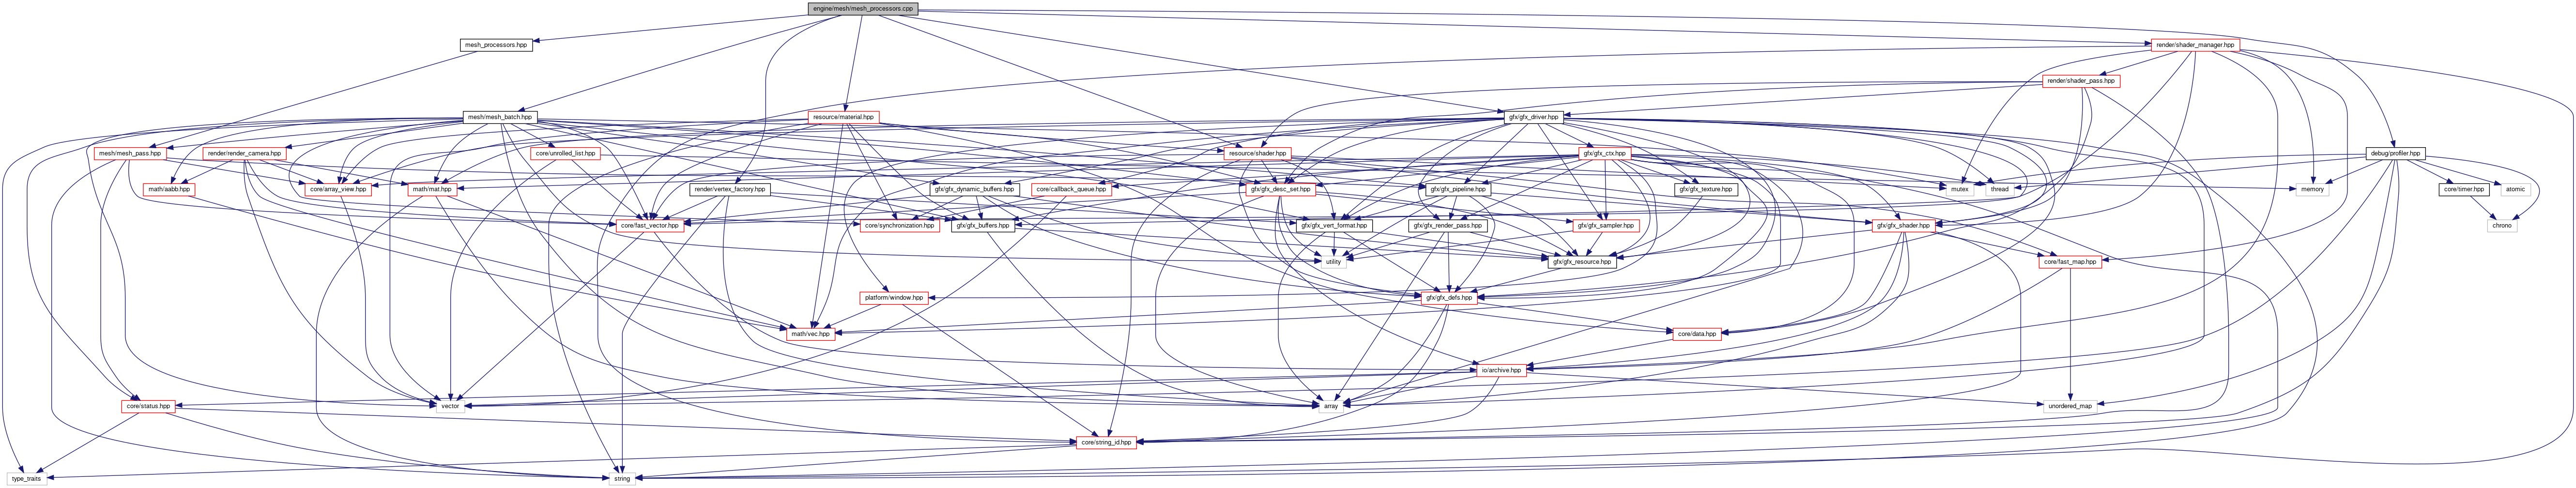 engine/mesh/mesh_processors.cpp
mesh_processors.hpp
render/shader_manager.hpp
render/shader_pass.hpp
mesh/mesh_batch.hpp
resource/material.hpp
gfx/gfx_driver.hpp
mesh/mesh_pass.hpp
render/render_camera.hpp
core/unrolled_list.hpp
resource/shader.hpp
gfx/gfx_ctx.hpp
debug/profiler.hpp
math/aabb.hpp
core/array_view.hpp
math/mat.hpp
render/vertex_factory.hpp
gfx/gfx_dynamic_buffers.hpp
core/callback_queue.hpp
gfx/gfx_desc_set.hpp
gfx/gfx_pipeline.hpp
gfx/gfx_texture.hpp
mutex
thread
memory
core/timer.hpp
atomic
core/fast_vector.hpp
core/synchronization.hpp
gfx/gfx_buffers.hpp
gfx/gfx_vert_format.hpp
gfx/gfx_render_pass.hpp
gfx/gfx_sampler.hpp
gfx/gfx_shader.hpp
chrono
utility
gfx/gfx_resource.hpp
core/fast_map.hpp
platform/window.hpp
gfx/gfx_defs.hpp
math/vec.hpp
core/data.hpp
io/archive.hpp
core/status.hpp
vector
array
unordered_map
core/string_id.hpp
type_traits
string